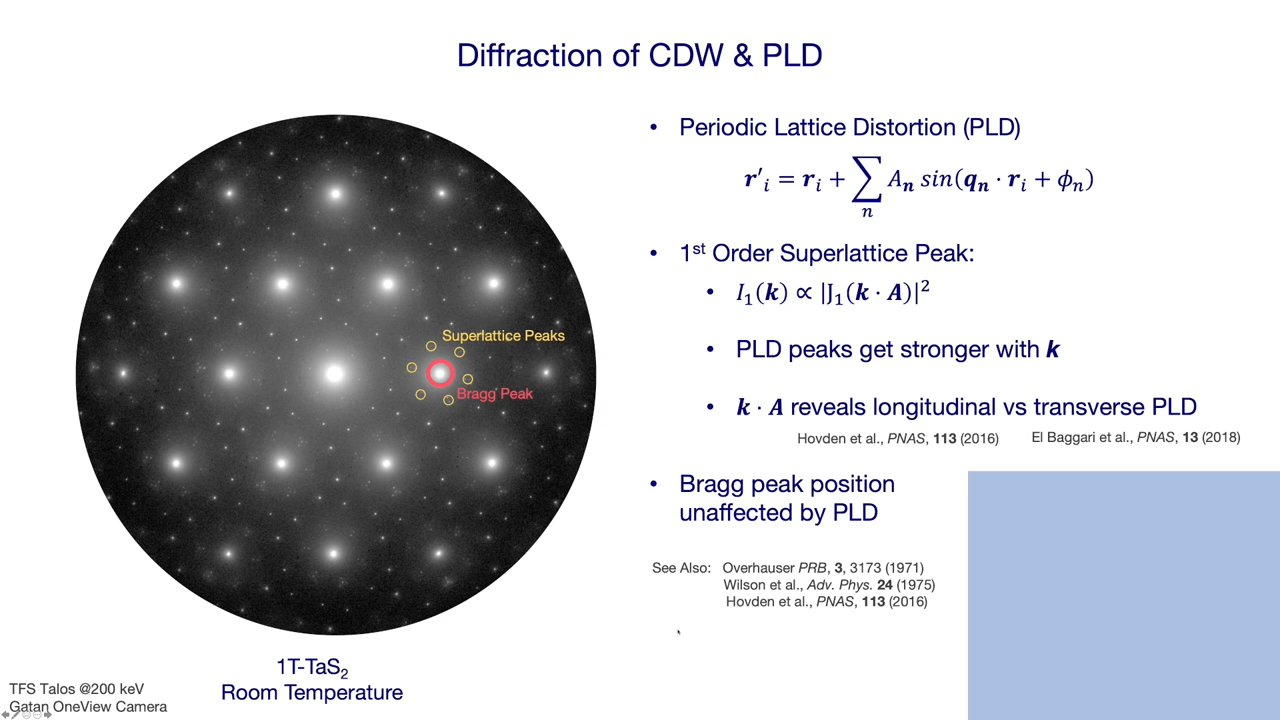 Diffraction of CDW & PLD
• Periodic Lattice Distortion (PLD)
𝒓′ᵢ = 𝒓ᵢ + ∑ₙ A𝒏 sin(𝒒𝒏 · 𝒓ᵢ + ϕₙ)
• 1st Order Superlattice Peak:
• I₁(𝒌) ∝ |J₁(𝒌 · 𝑨)|²
• PLD peaks get stronger with k
• k · A reveals longitudinal vs transverse PLD
Hovden et al., PNAS, 113 (2016) El Baggari et al., PNAS, 13 (2018)
• Bragg peak position
unaffected by PLD
See Also: Overhauser PRB, 3, 3173 (1971)
Wilson et al., Adv. Phys. 24 (1975)
Hovden et al., PNAS, 113 (2016)
Superlattice Peaks
Bragg Peak
1T-TaS₂
Room Temperature
TFS Talos @200 keV
Gatan OneView Camera